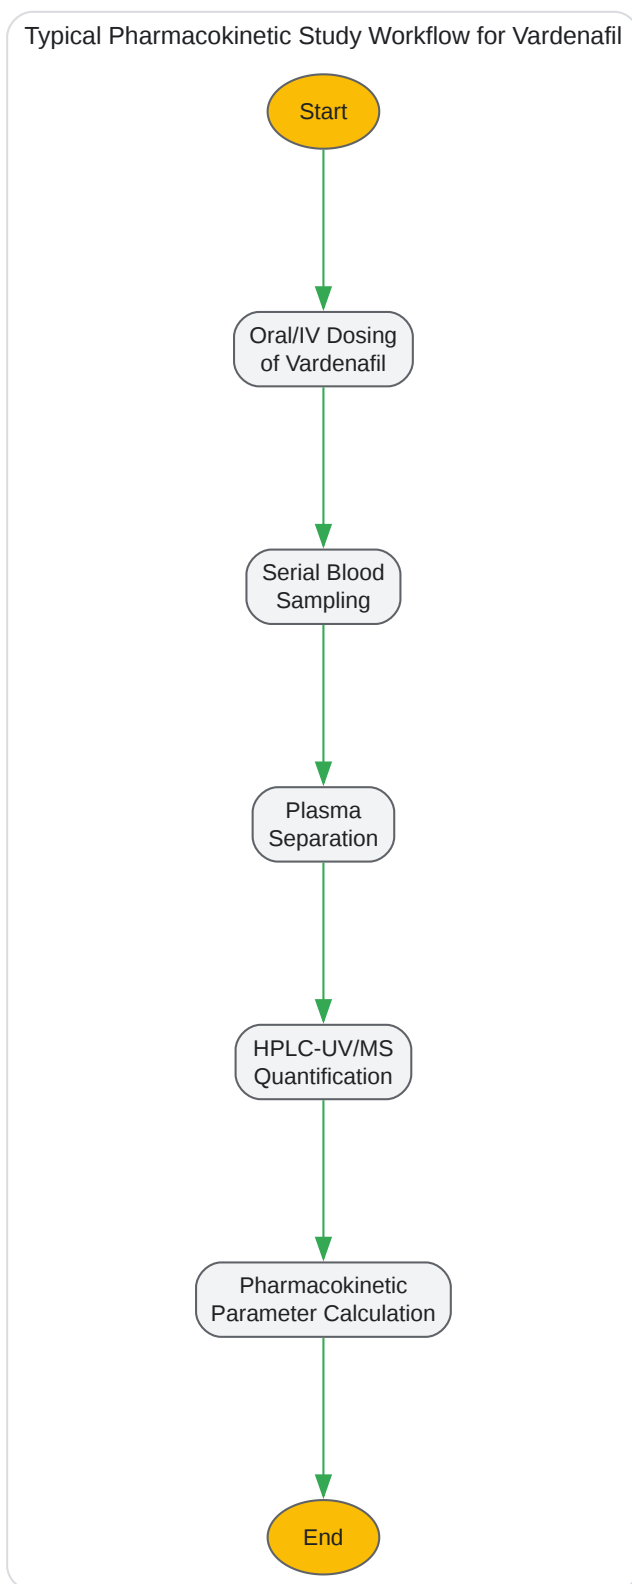 Typical Pharmacokinetic Study Workflow for Vardenafil
Start
Oral/IV Dosing
of Vardenafil
Serial Blood
Sampling
Plasma
Separation
HPLC-UV/MS
Quantification
Pharmacokinetic
Parameter Calculation
End